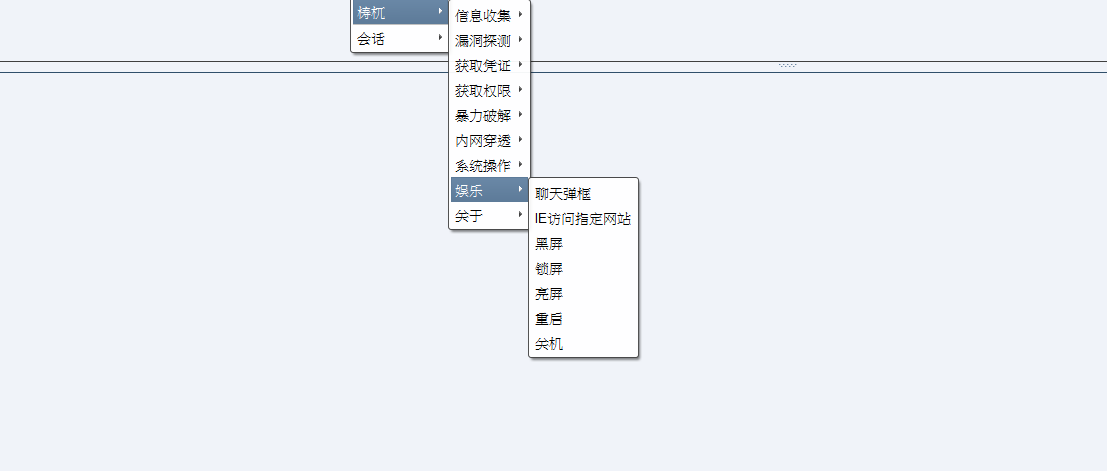 梼杌
会话
信息收集
漏洞探测
获取凭证
获取权限
暴力破解
内网穿透
系统操作
娱乐
关于
聊天弹框
IE访问指定网站
黑屏
锁屏
亮屏
重启
关机